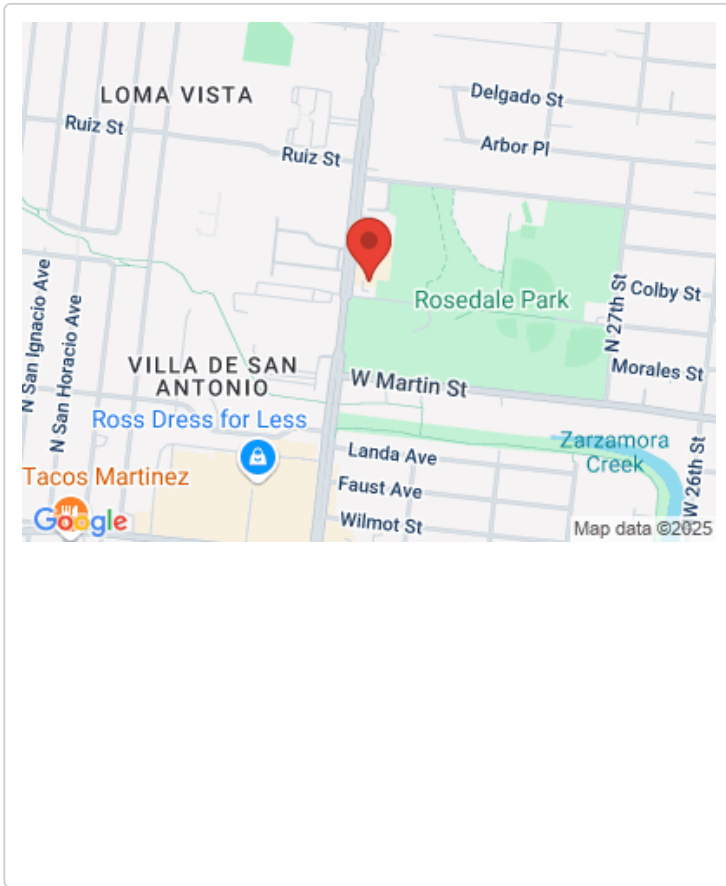 LOMA VISTA
Delgado St
Ruiz St
Arbor Pl
Ruiz St
N San Ignacio Ave
N San Horacio Ave
Rosedale Park
N 27th St
Colby St
VILLA DE SAN
ANTONIO
W Martin St
Morales St
Ross Dress for Less
Landa Ave
Zarzamora
Creek
Tacos Martinez
Faust Ave
W 26th St
Google
Wilmot St
Map data ©2025